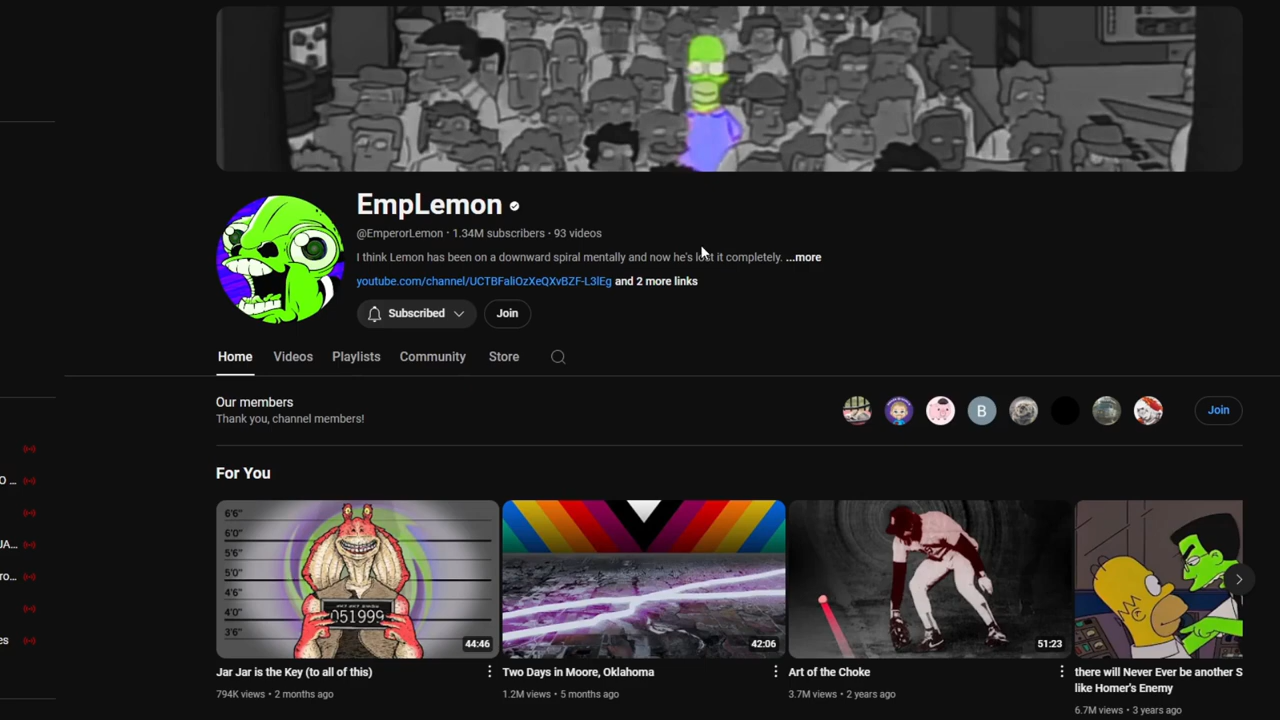 EmpLemon
@EmperorLemon · 1.34M subscribers · 93 videos
I think Lemon has been on a downward spiral mentally and now he's lost it completely. ...more
youtube.com/channel/UCTBFaliOzXeQXvBZF-L3lEg and 2 more links
Subscribed Join
Home Videos Playlists Community Store
Our members
Thank you, channel members!
B
Join
For You
6'6"
6'0"
5'6"
5'0"
4'6"
4'0"
3'6"
051999
44:46
42:06
51:23
Jar Jar is the Key (to all of this)
794K views · 2 months ago
Two Days in Moore, Oklahoma
1.2M views · 5 months ago
Art of the Choke
3.7M views · 2 years ago
there will Never Ever be another S
like Homer's Enemy
6.7M views · 3 years ago
O ...
JA...
ro...
es